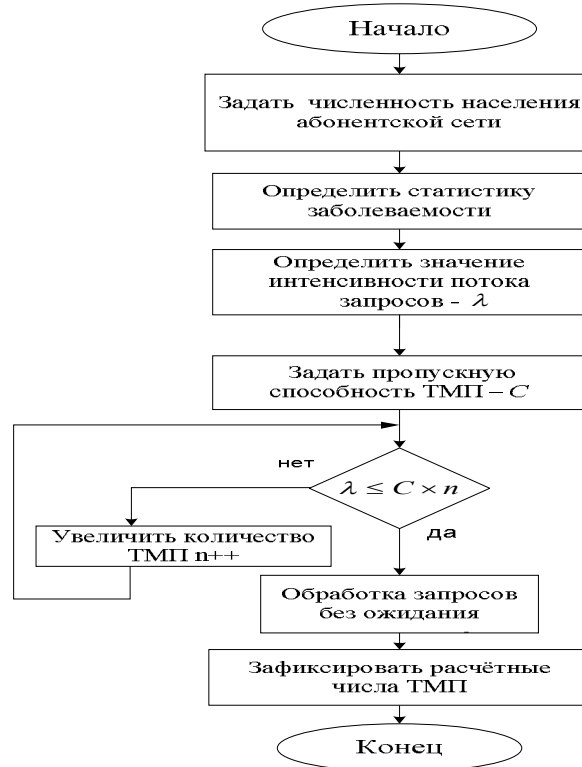 Начало
Задать численность населения
абонентской сети
Определить статистику
заболеваемости
Определить значение
интенсивности потока
запросов - λ
Задать пропускную
способность ТМП – C
нет
λ ≤ C × n
да
Увеличить количество
ТМП n++
Обработка запросов
без ожидания
Зафиксировать расчётные
числа ТМП
Конец